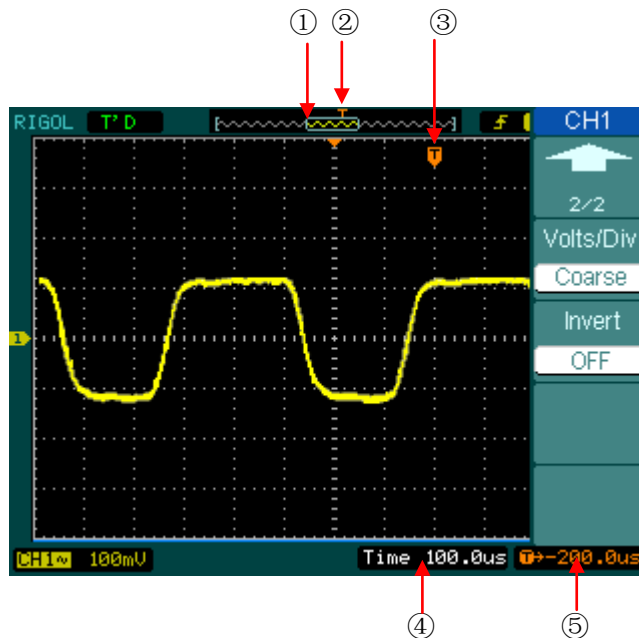 ① ② ③
RIGOL T'D T CH1
T
2/2
Volts/Div
Coarse
1
Invert
OFF
CH1~ 100mV Time 100.0us T→-200.0us
④ ⑤